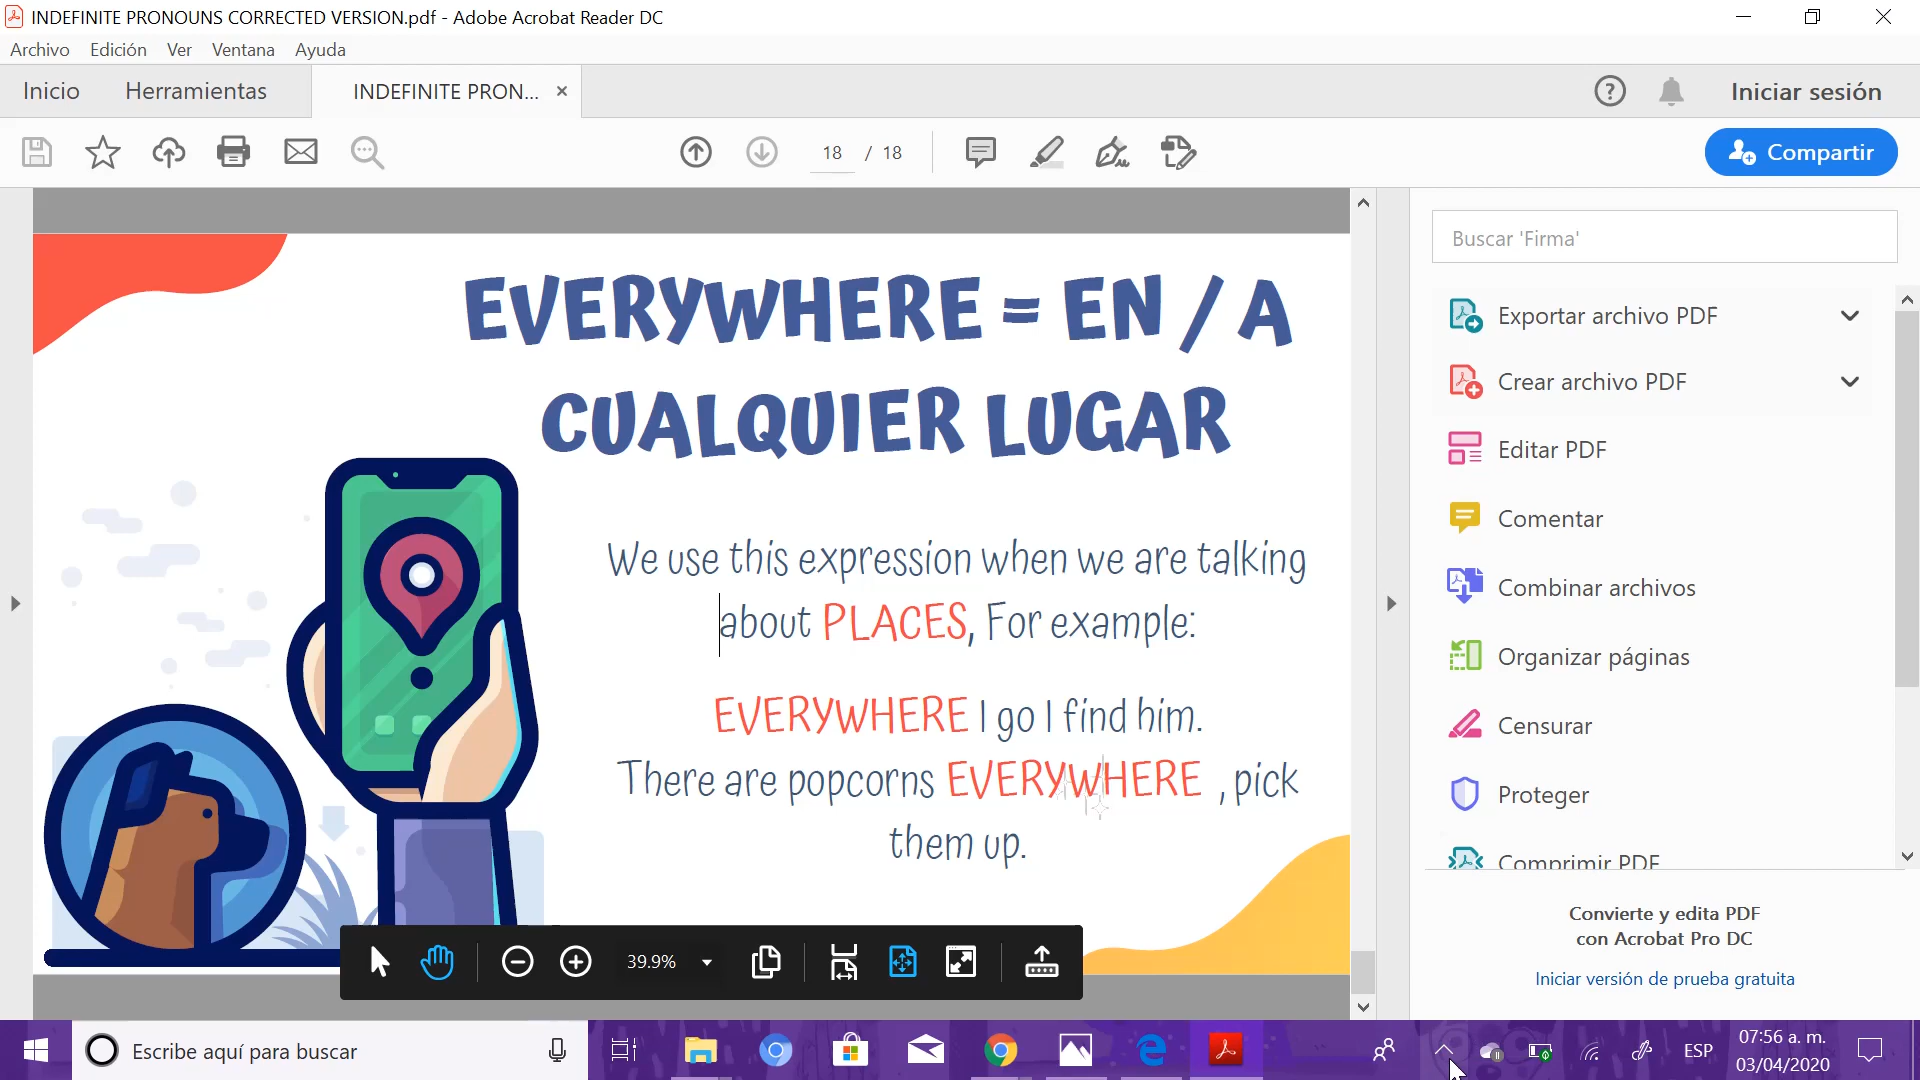 INDEFINITE PRONOUNS CORRECTED VERSION.pdf - Adobe Acrobat Reader DC
Archivo Edición Ver Ventana Ayuda
Inicio Herramientas INDEFINITE PRON... × Iniciar sesión
18 / 18 Compartir
Buscar 'Firma'
EVERYWHERE = EN / A
CUALQUIER LUGAR
We use this expression when we are talking
about PLACES, For example:
EVERYWHERE I go I find him.
There are popcorns EVERYWHERE , pick
them up.
Exportar archivo PDF
Crear archivo PDF
Editar PDF
Comentar
Combinar archivos
Organizar páginas
Censurar
Proteger
Comprimir PDF
Convierte y edita PDF
con Acrobat Pro DC
Iniciar versión de prueba gratuita
39.9%
Escribe aquí para buscar
ESP
07:56 a. m.
03/04/2020